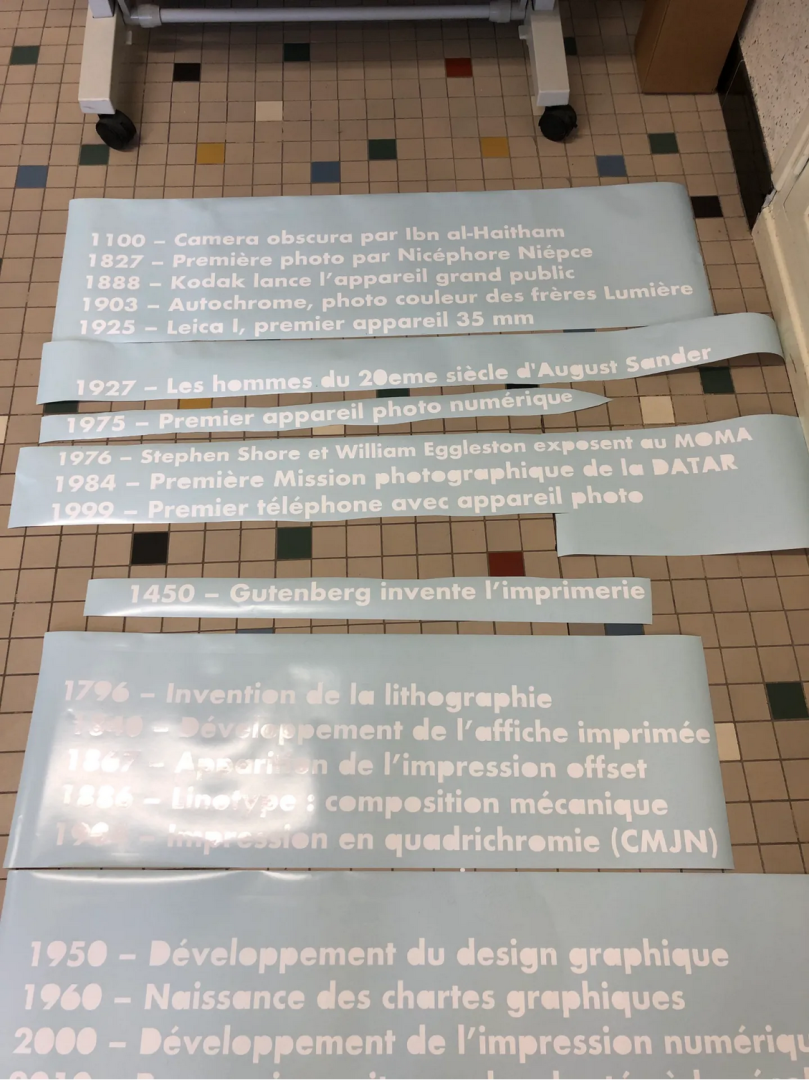 1100 – Camera obscura par Ibn al-Haitham
1827 – Première photo par Nicéphore Niépce
1888 – Kodak lance l'appareil grand public
1903 – Autochrome, photo couleur des frères Lumière
1925 – Leica I, premier appareil 35 mm
1927 – Les hommes du 20eme siècle d'August Sander
1975 – Premier appareil photo numérique
1976 – Stephen Shore et William Eggleston exposent au MOMA
1984 – Première Mission photographique de la DATAR
1999 – Premier téléphone avec appareil photo
1450 – Gutenberg invente l'imprimerie
1796 – Invention de la lithographie
– Développement de l'affiche imprimée
1867 – Apparition de l'impression offset
1886 – Linotype : composition mécanique
– Impression en quadrichromie (CMJN)
1950 – Développement du design graphique
1960 – Naissance des chartes graphiques
2000 – Développement de l'impression